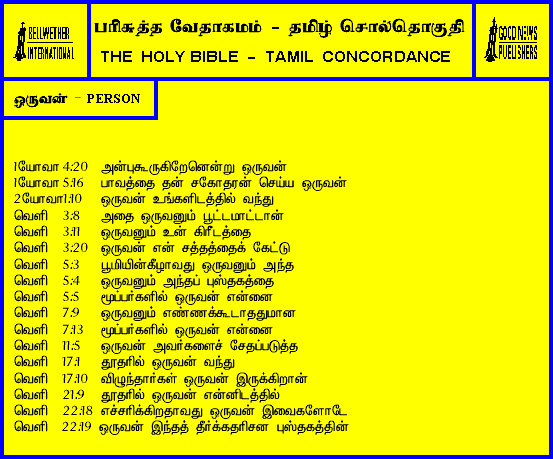 BELLWETHER
INTERNATIONAL
பரிசுத்த வேதாகமம் - தமிழ் சொல்தொகுதி
THE HOLY BIBLE - TAMIL CONCORDANCE
GOOD NEWS
PUBLISHERS
ஒருவன் - PERSON
1யோவா 4:20 அன்புகூருகிறேனென்று ஒருவன்
1யோவா 5:16 பாவத்தை தன் சகோதரன் செய்ய ஒருவன்
2யோவா1:10 ஒருவன் உங்களிடத்தில் வந்து
வெளி 3:8 அதை ஒருவனும் பூட்டமாட்டான்
வெளி 3:11 ஒருவனும் உன் கிரீடத்தை
வெளி 3:20 ஒருவன் என் சத்தத்தைக் கேட்டு
வெளி 5:3 பூமியின்கீழாவது ஒருவனும் அந்த
வெளி 5:4 ஒருவனும் அந்தப் புஸ்தகத்தை
வெளி 5:5 மூப்பர்களில் ஒருவன் என்னை
வெளி 7:9 ஒருவனும் எண்ணக்கூடாததுமான
வெளி 7:13 மூப்பர்களில் ஒருவன் என்னை
வெளி 11:5 ஒருவன் அவர்களைச் சேதப்படுத்த
வெளி 17:1 தூதரில் ஒருவன் வந்து
வெளி 17:10 விழுந்தார்கள் ஒருவன் இருக்கிறான்
வெளி 21:9 தூதரில் ஒருவன் என்னிடத்தில்
வெளி 22:18 எச்சரிக்கிறதாவது ஒருவன் இவைகளோடே
வெளி 22:19 ஒருவன் இந்தத் தீர்க்கதரிசன புஸ்தகத்தின்